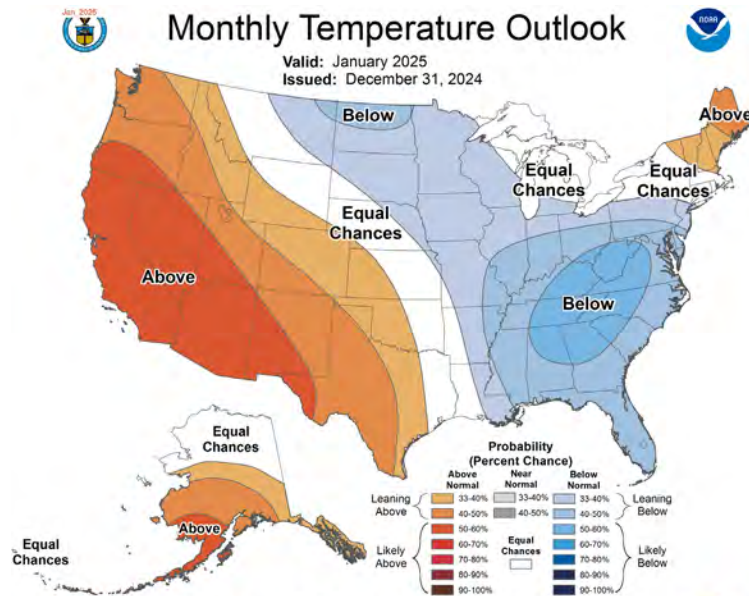 Jan 2025
Monthly Temperature Outlook
NOAA
Valid: January 2025
Issued: December 31, 2024
Below
Above
Equal
Chances
Equal
Chances
Equal
Chances
Above
Below
Equal
Chances
Above
Equal
Chances
Probability
(Percent Chance)
Above
Normal
Near
Normal
Below
Normal
Leaning
Above
33-40%
33-40%
33-40%
Leaning
Below
40-50%
40-50%
40-50%
Likely
Above
50-60%
50-60%
Likely
Below
60-70%
Equal
Chances
60-70%
70-80%
70-80%
80-90%
80-90%
90-100%
90-100%